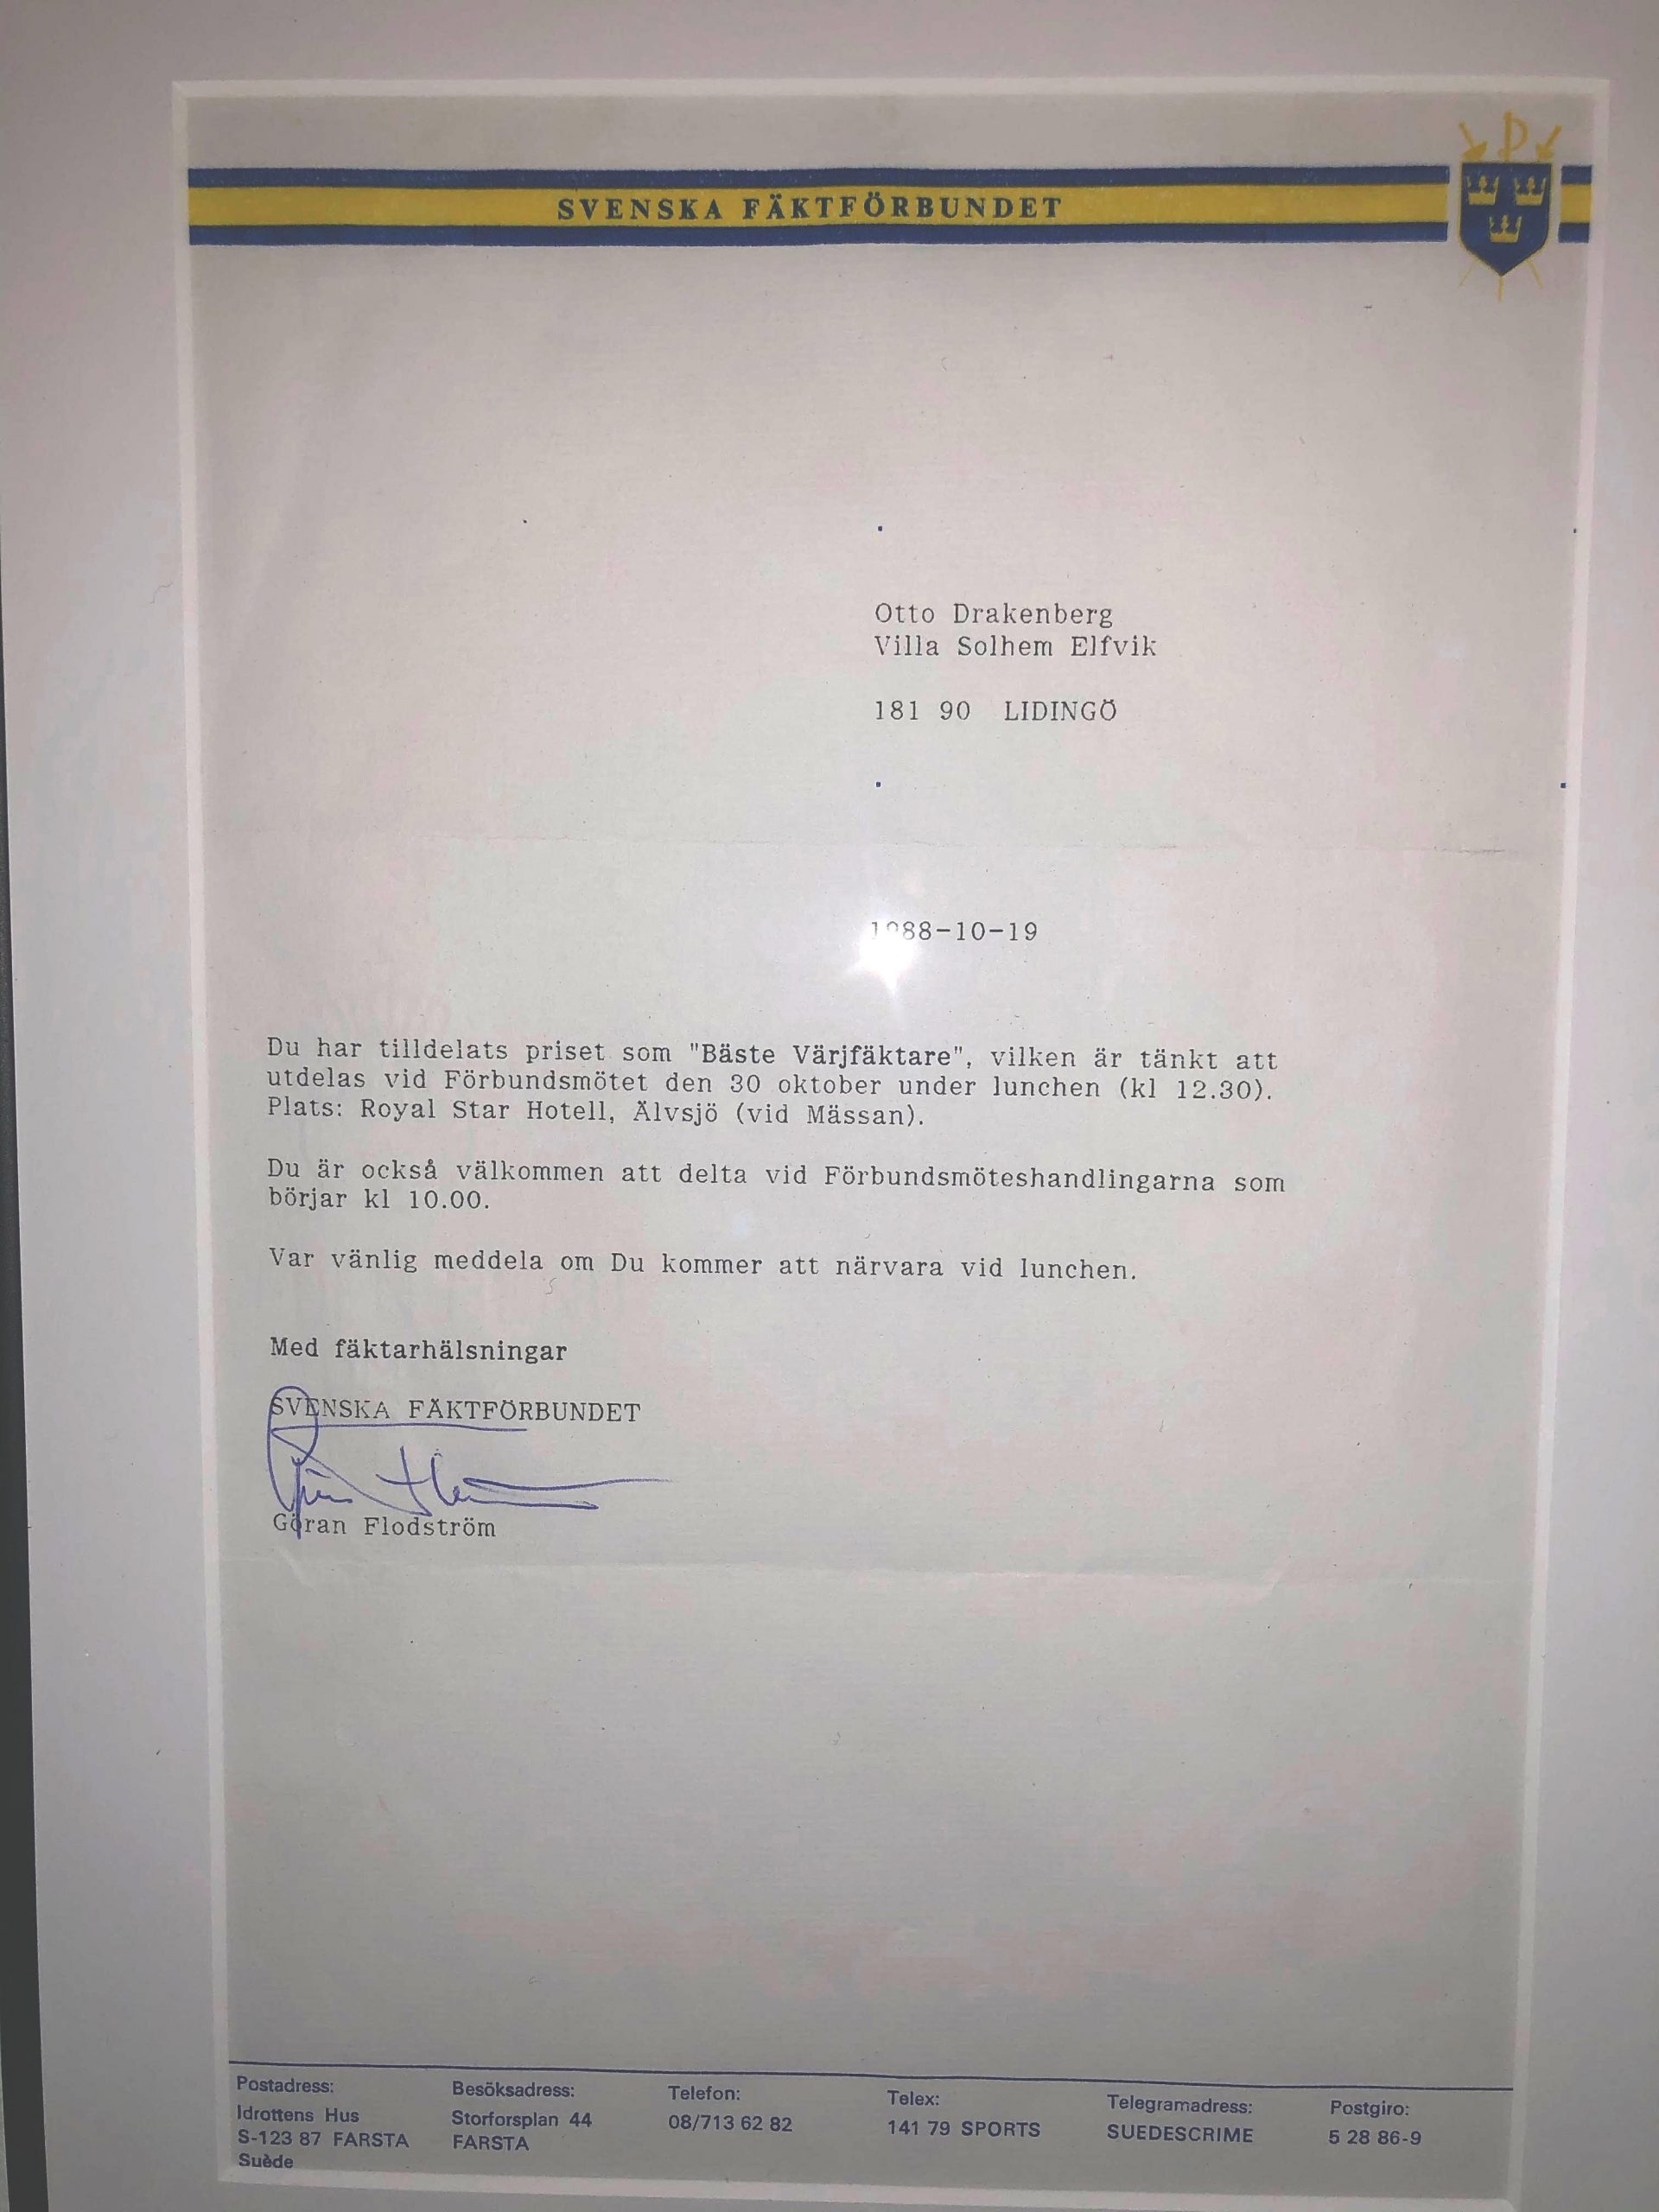 SVENSKA FÄKTFÖRBUNDET
Otto Drakenberg
Villa Solhem Elfvik
181 90 LIDINGÖ
1988-10-19
Du har tilldelats priset som "Bäste Värjfäktare", vilken är tänkt att
utdelas vid Förbundsmötet den 30 oktober under lunchen (kl 12.30).
Plats: Royal Star Hotell, Älvsjö (vid Mässan).
Du är också välkommen att delta vid Förbundsmöteshandlingarna som
börjar kl 10.00.
Var vänlig meddela om Du kommer att närvara vid lunchen.
Med fäktarhälsningar
SVENSKA FÄKTFÖRBUNDET
Göran Flodström
Postadress:
Idrottens Hus
S-123 87 FARSTA
Suède
Besöksadress:
Storforsplan 44
FARSTA
Telefon:
08/713 62 82
Telex:
141 79 SPORTS
Telegramadress:
SUEDESCRIME
Postgiro:
5 28 86-9